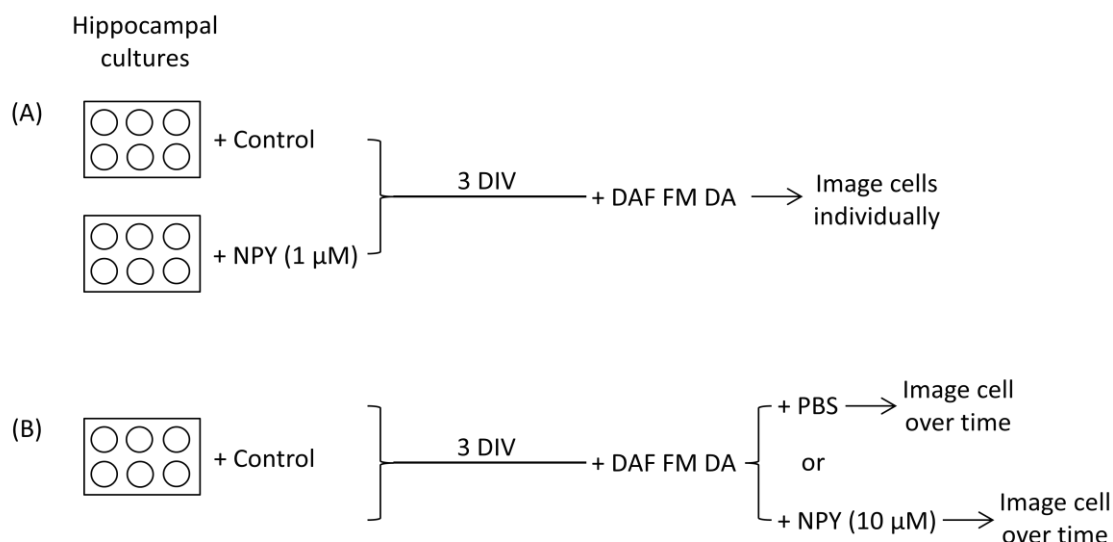 Hippocampal
cultures
(A)
+ Control
3 DIV
+ DAF FM DA
Image cells
individually
+ NPY (1 μM)
(B)
+ Control
3 DIV
+ DAF FM DA
+ PBS
Image cell
over time
or
+ NPY (10 μM)
Image cell
over time